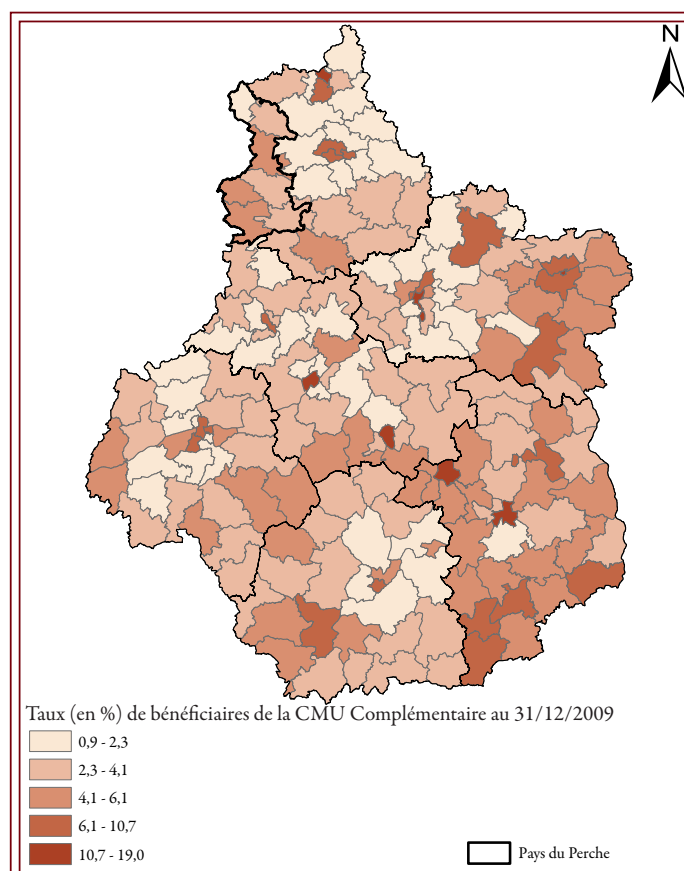 N
Taux (en %) de bénéficiaires de la CMU Complémentaire au 31/12/2009
0,9 - 2,3
2,3 - 4,1
4,1 - 6,1
6,1 - 10,7
10,7 - 19,0
Pays du Perche